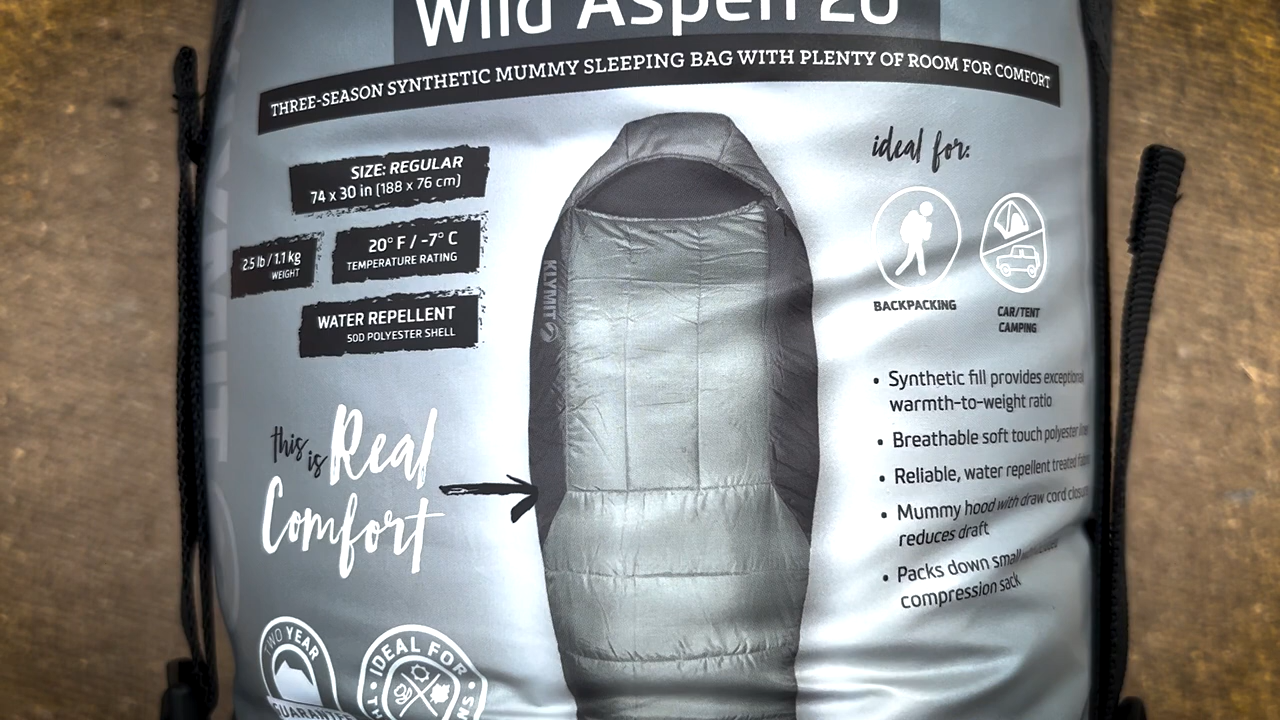 Wild Aspen 20
THREE-SEASON SYNTHETIC MUMMY SLEEPING BAG WITH PLENTY OF ROOM FOR COMFORT
SIZE: REGULAR
74 x 30 in (188 x 76 cm)
2.5 lb / 1.1 kg
WEIGHT
20° F / -7° C
TEMPERATURE RATING
WATER REPELLENT
50D POLYESTER SHELL
this is Real
Comfort
KLYMIT
ideal for:
BACKPACKING
CAR/TENT
CAMPING
• Synthetic fill provides exceptional
warmth-to-weight ratio
• Breathable soft touch polyester liner
• Reliable, water repellent treated fabric
• Mummy hood with draw cord closure
reduces draft
• Packs down small
compression sack
TWO YEAR
GUARANTEE
IDEAL FOR